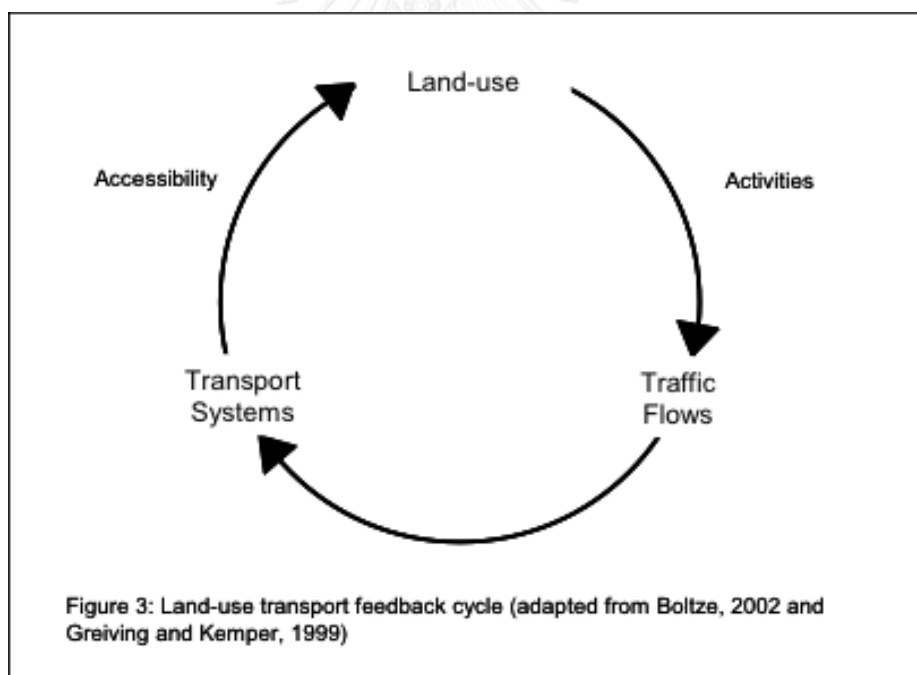 Land-use
Accessibility
Activities
Transport
Systems
Traffic
Flows
Figure 3: Land-use transport feedback cycle (adapted from Boltze, 2002 and
Greiving and Kemper, 1999)